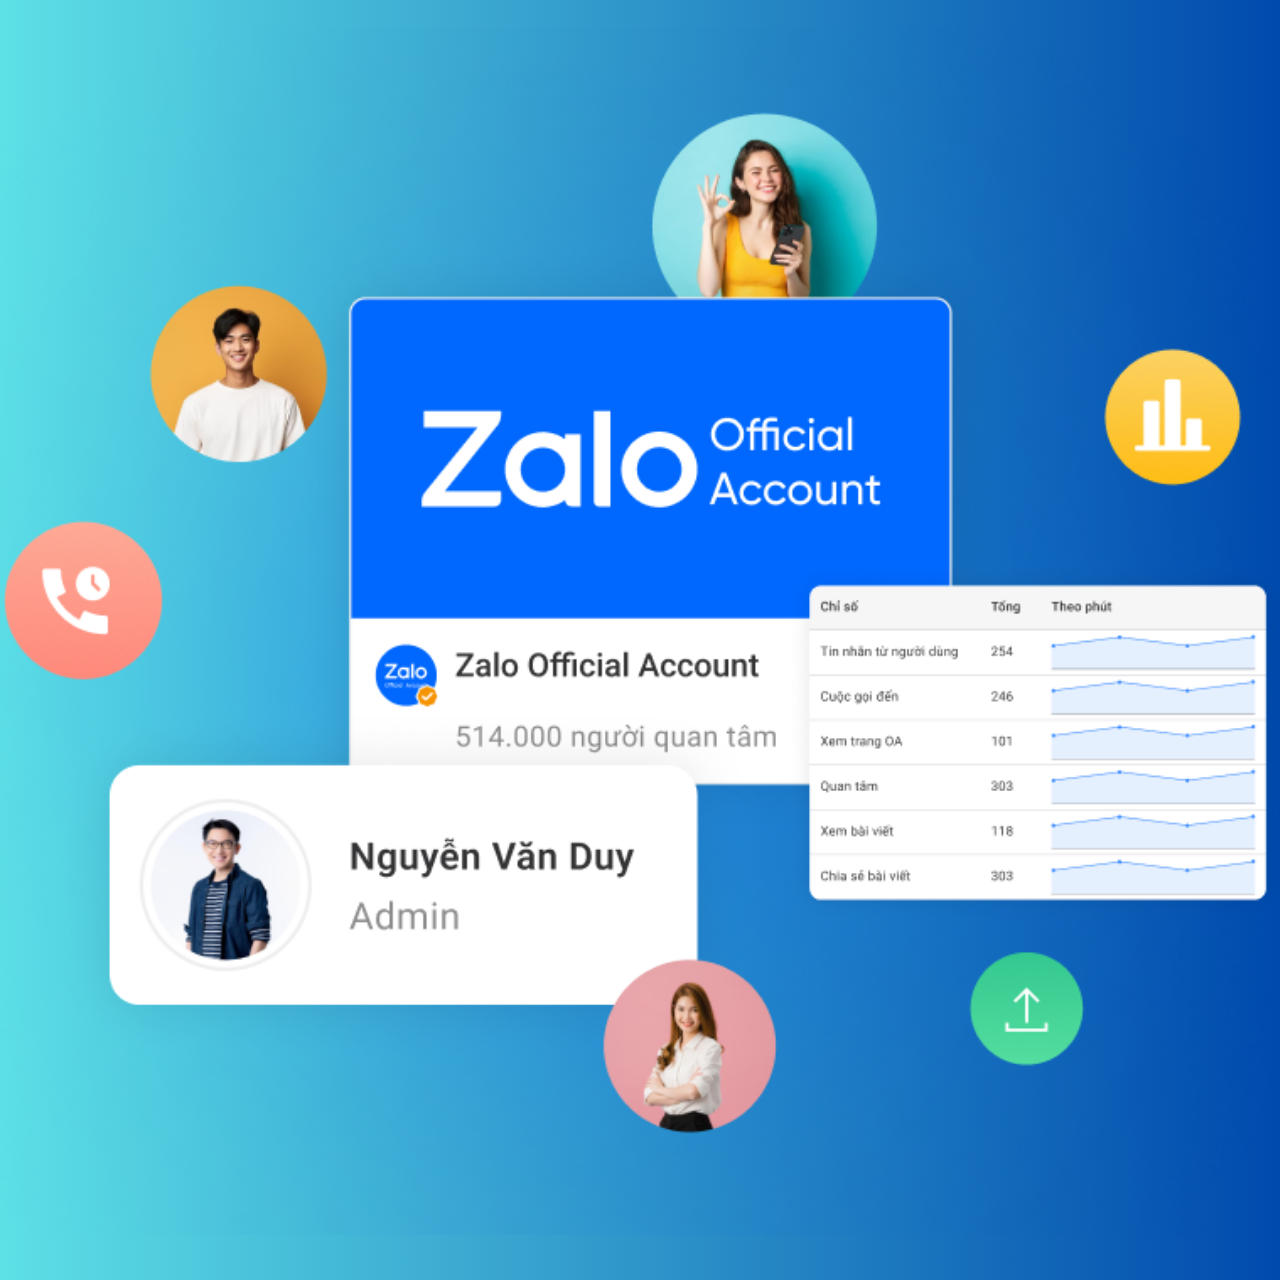 Zalo Official
Account
Zalo
Official Account
Zalo Official Account
514.000 người quan tâm
Chỉ số Tổng Theo phút
Tin nhắn từ người dùng 254
Cuộc gọi đến 246
Xem trang OA 101
Quan tâm 303
Xem bài viết 118
Chia sẻ bài viết 303
Nguyễn Văn Duy
Admin